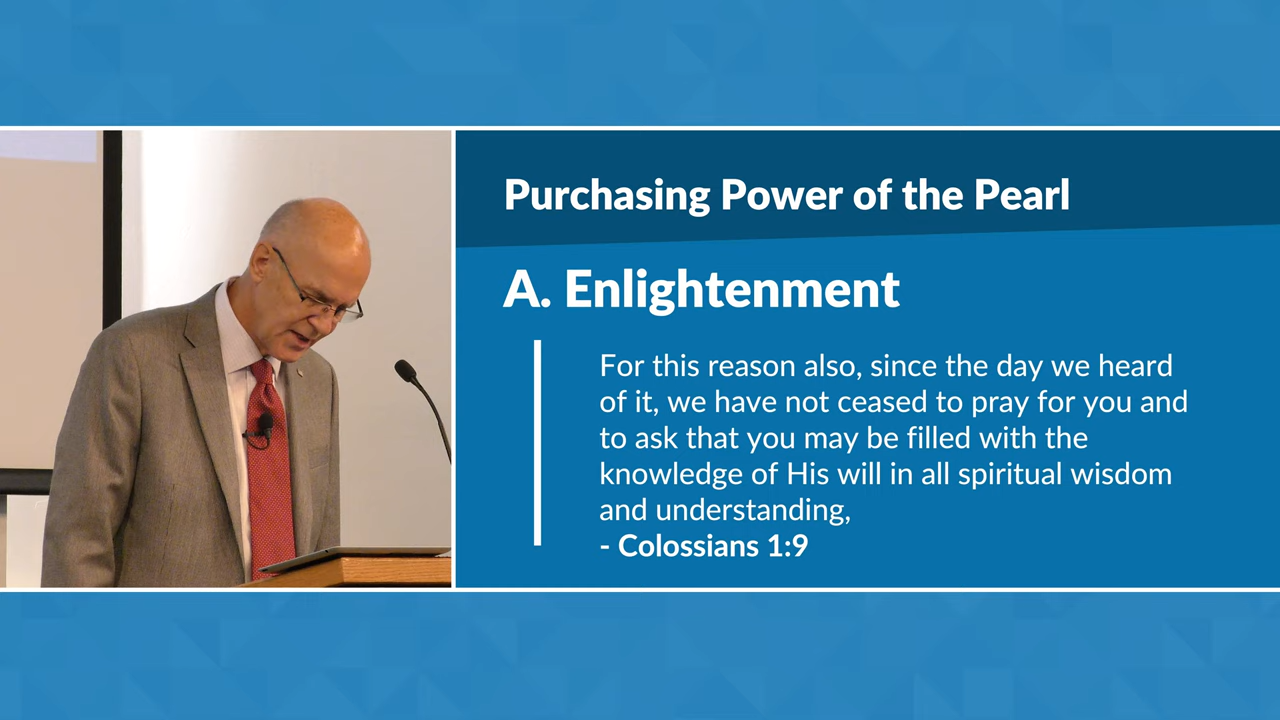 Purchasing Power of the Pearl
A. Enlightenment
For this reason also, since the day we heard
of it, we have not ceased to pray for you and
to ask that you may be filled with the
knowledge of His will in all spiritual wisdom
and understanding,
- Colossians 1:9